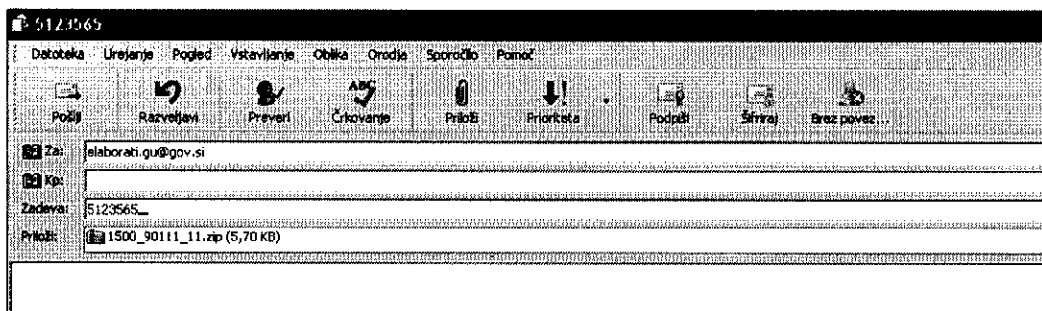 5123565
Datoteka Urejanje Pogled Vstavljanje Oblika Orodja Sporočilo Pomoč
Pošlji Razveljavi Preveri Črkovanje Priloži Prioriteta Podpiši Šifriraj Brez povez...
Za: elaborati.gu@gov.si
Kp:
Zadeva: 5123565_
Priloži: 1500_90111_11.zip (5,70 KB)